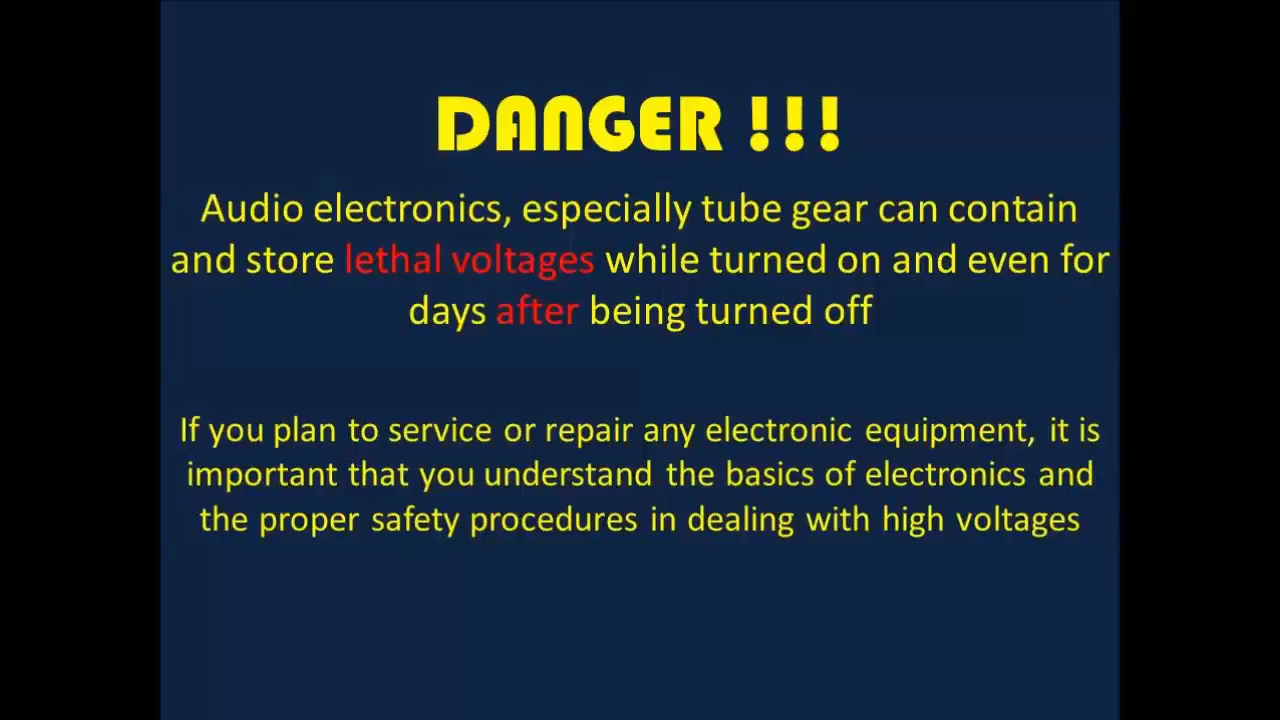 DANGER !!!
Audio electronics, especially tube gear can contain
and store lethal voltages while turned on and even for
days after being turned off
If you plan to service or repair any electronic equipment, it is
important that you understand the basics of electronics and
the proper safety procedures in dealing with high voltages